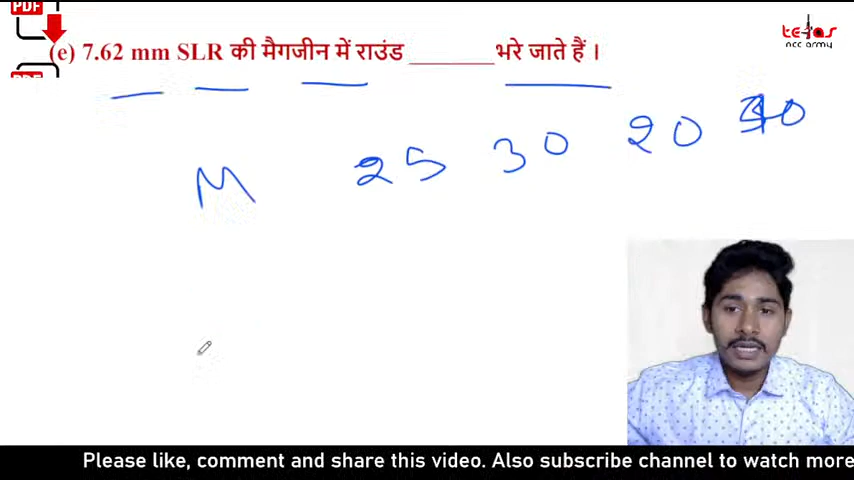 PDF
(e) 7.62 mm SLR की मैगजीन में राउंड ________ भरे जाते हैं ।
PDF
tejas
ncc army
M 25 30 20
Please like, comment and share this video. Also subscribe channel to watch more